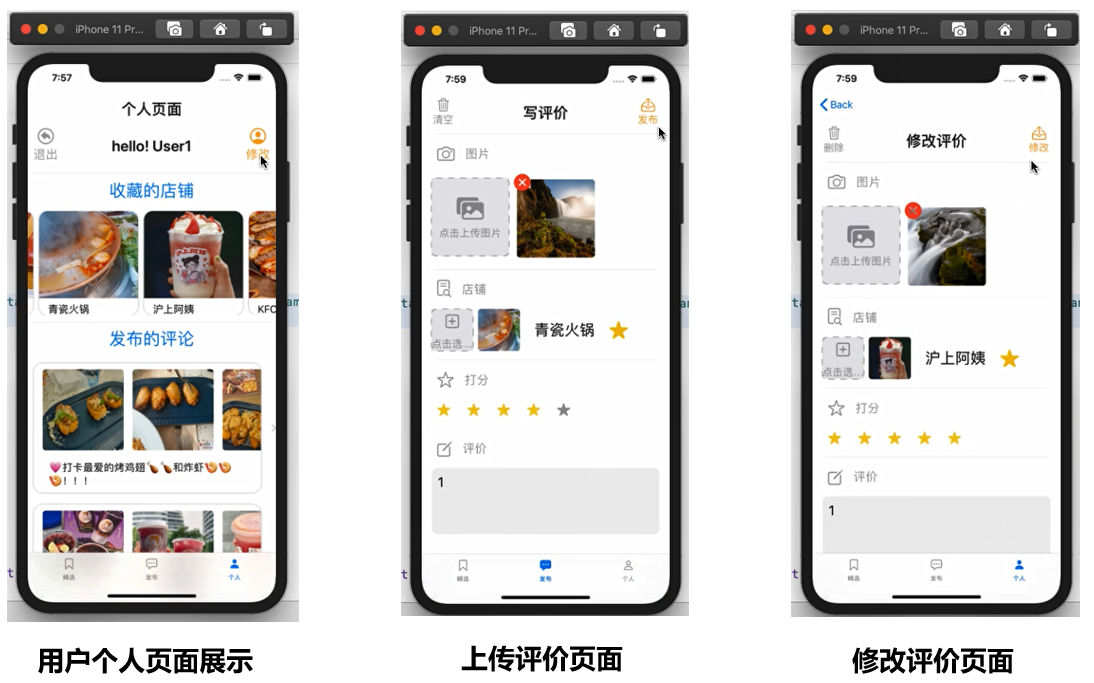 iPhone 11 Pr...
7:57
个人页面
退出
hello! User1
修改
收藏的店铺
沪上阿姨
青瓷火锅
沪上阿姨
KFC
发布的评论
💗打卡最爱的烤鸡翅🍗🍗和炸虾🍤🍤
🍤！！！
精选
发布
个人
用户个人页面展示
iPhone 11 Pr...
7:59
清空
写评价
发布
图片
点击上传图片
店铺
点击选...
青瓷火锅
打分
评价
1
精选
发布
个人
上传评价页面
iPhone 11 Pr...
7:59
Back
删除
修改评价
修改
图片
点击上传图片
店铺
点击选...
沪上阿姨
打分
评价
1
精选
发布
个人
修改评价页面